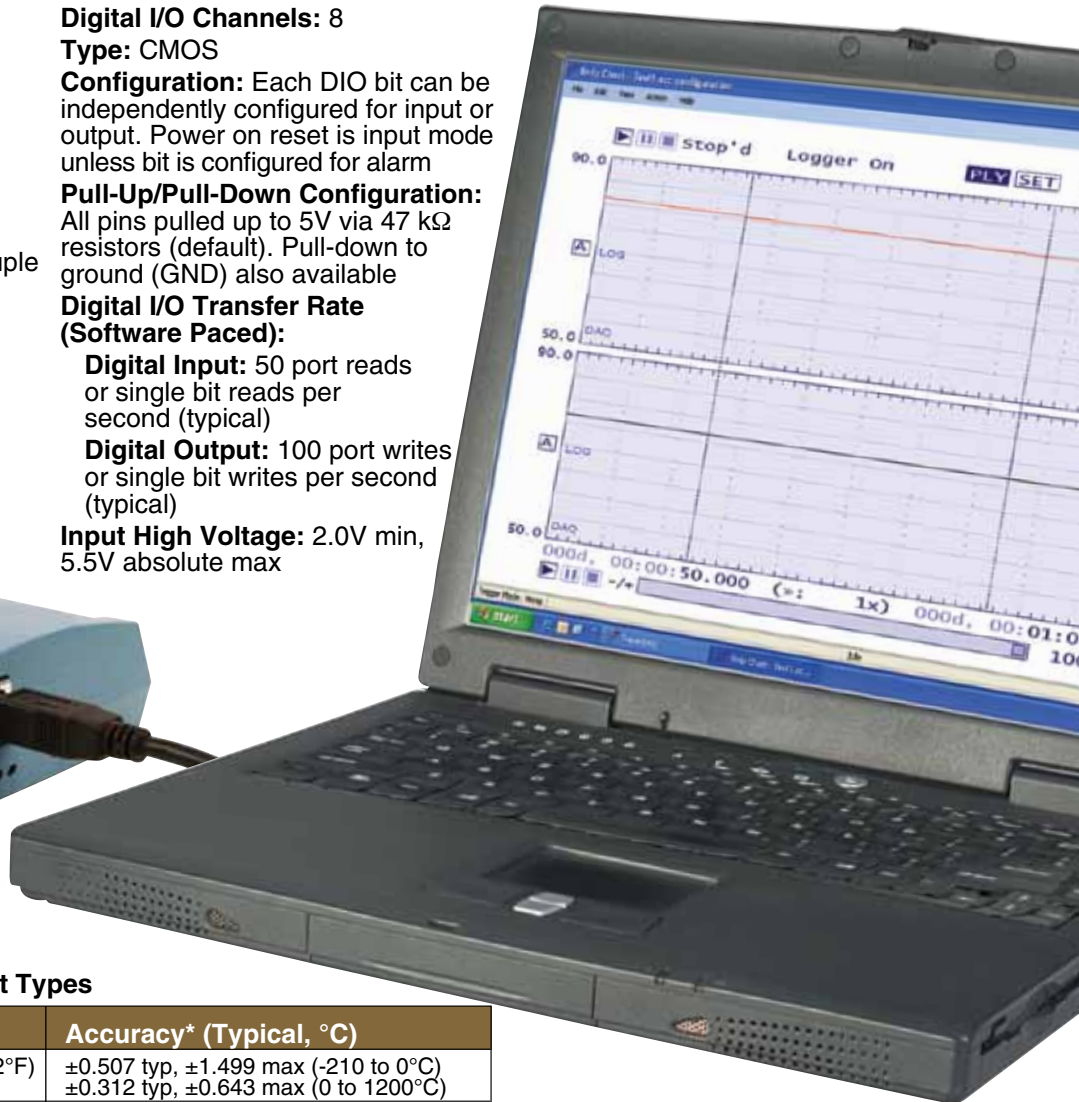 Digital I/O Channels: 8
Type: CMOS
Configuration: Each DIO bit can be
independently configured for input or
output. Power on reset is input mode
unless bit is configured for alarm
Pull-Up/Pull-Down Configuration:
All pins pulled up to 5V via 47 kΩ
resistors (default). Pull-down to
ground (GND) also available
Digital I/O Transfer Rate
(Software Paced):
Digital Input: 50 port reads
or single bit reads per
second (typical)
Digital Output: 100 port writes
or single bit writes per second
(typical)
Input High Voltage: 2.0V min,
5.5V absolute max
uple
Stop'd Logger On PLY SET
90.0
A LOG
50.0 DAQ
90.0
A LOG
50.0 DAQ
000d, 00:00:50.000 (»: 1x) 000d, 00:01:0
-/+ 100
Start
t Types
Accuracy* (Typical, °C)
2°F) ±0.507 typ, ±1.499 max (-210 to 0°C)
±0.312 typ, ±0.643 max (0 to 1200°C)